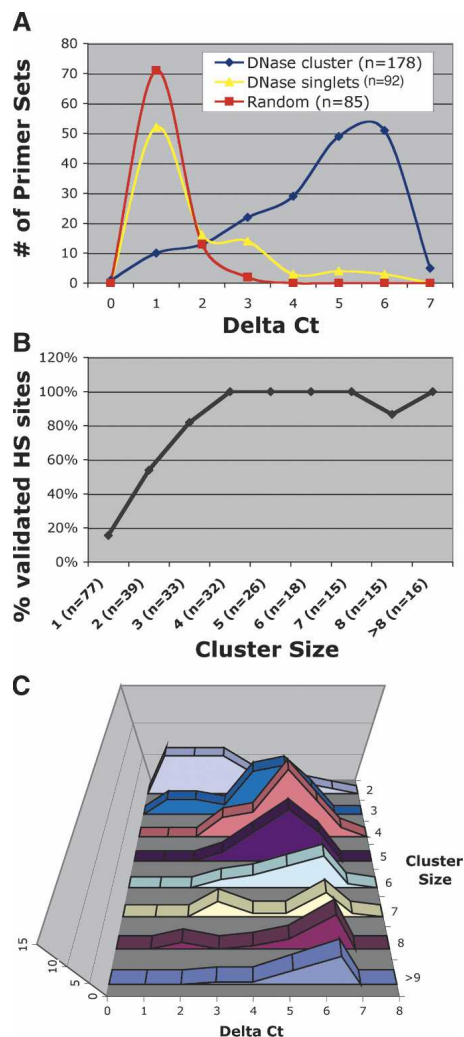 A
80
70
60
50
40
30
20
10
0
# of Primer Sets
DNase cluster (n=178)
DNase singlets (n=92)
Random (n=85)
0 1 2 3 4 5 6 7
Delta Ct
B
120%
100%
80%
60%
40%
20%
0%
% validated HS sites
1 (n=77)
2 (n=39)
3 (n=33)
4 (n=32)
5 (n=26)
6 (n=18)
7 (n=15)
8 (n=15)
>8 (n=16)
Cluster Size
C
2
3
4
5
6
7
8
>9
Cluster
Size
15
10
5
0
0 1 2 3 4 5 6 7 8
Delta Ct